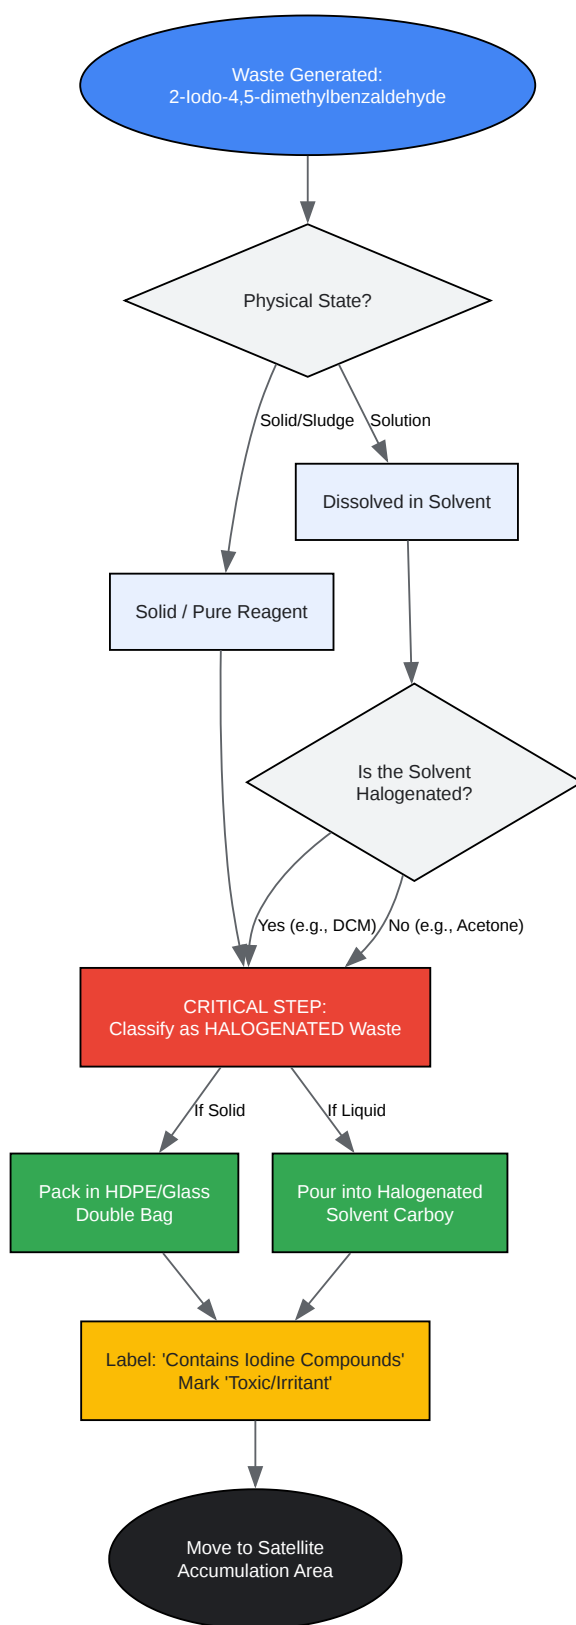 Waste Generated:
2-Iodo-4,5-dimethylbenzaldehyde
Physical State?
Solid/Sludge
Solution
Dissolved in Solvent
Solid / Pure Reagent
Is the Solvent
Halogenated?
Yes (e.g., DCM)
No (e.g., Acetone)
CRITICAL STEP:
Classify as HALOGENATED Waste
If Solid
If Liquid
Pack in HDPE/Glass
Double Bag
Pour into Halogenated
Solvent Carboy
Label: 'Contains Iodine Compounds'
Mark 'Toxic/Irritant'
Move to Satellite
Accumulation Area